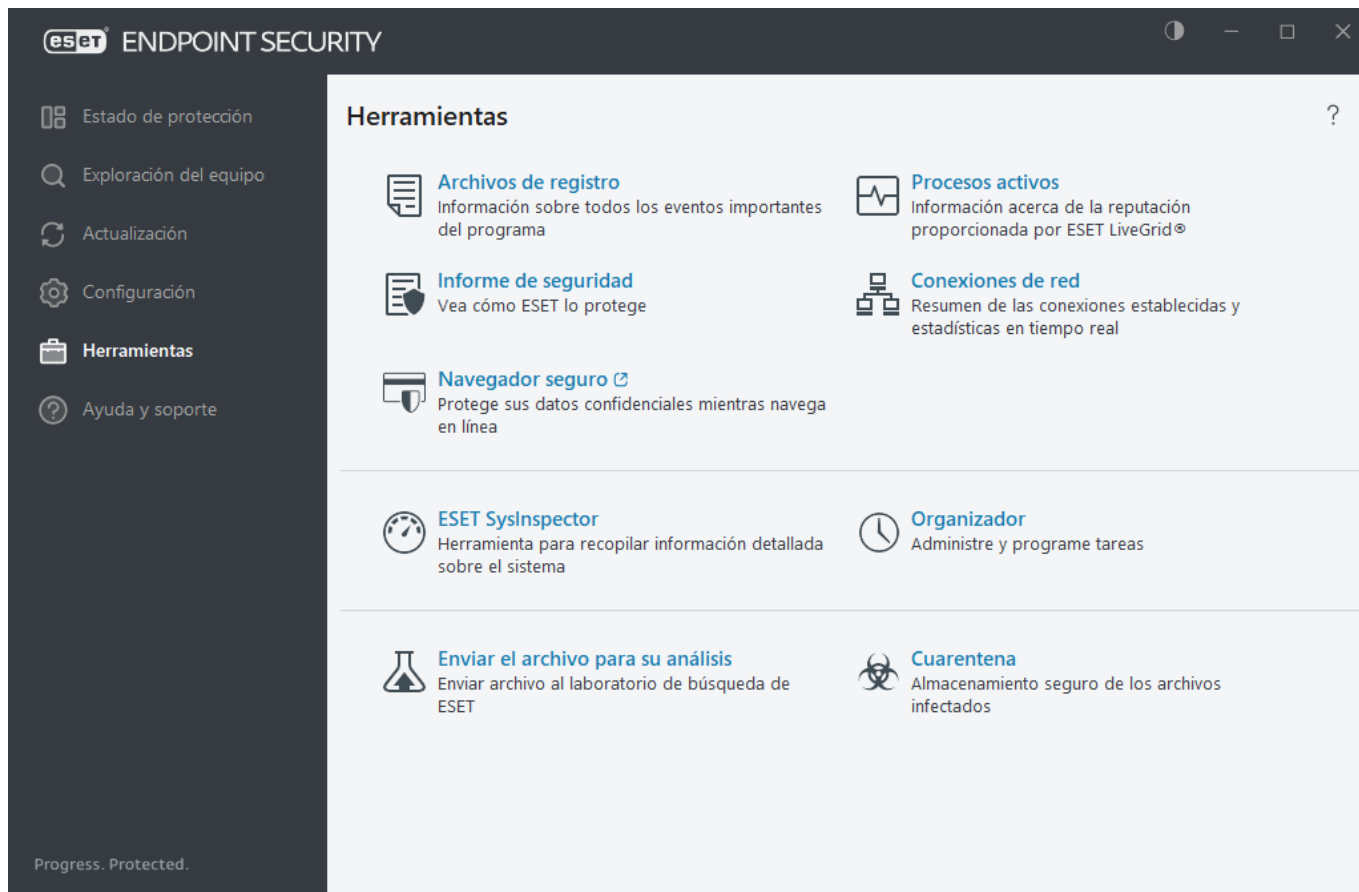 eset ENDPOINT SECURITY
Estado de protección
Exploración del equipo
Actualización
Configuración
Herramientas
Ayuda y soporte
Progress. Protected.
Herramientas
?
Archivos de registro
Información sobre todos los eventos importantes
del programa
Procesos activos
Información acerca de la reputación
proporcionada por ESET LiveGrid®
Informe de seguridad
Vea cómo ESET lo protege
Conexiones de red
Resumen de las conexiones establecidas y
estadísticas en tiempo real
Navegador seguro
Protege sus datos confidenciales mientras navega
en línea
ESET SysInspector
Herramienta para recopilar información detallada
sobre el sistema
Organizador
Administre y programe tareas
Enviar el archivo para su análisis
Enviar archivo al laboratorio de búsqueda de
ESET
Cuarentena
Almacenamiento seguro de los archivos
infectados